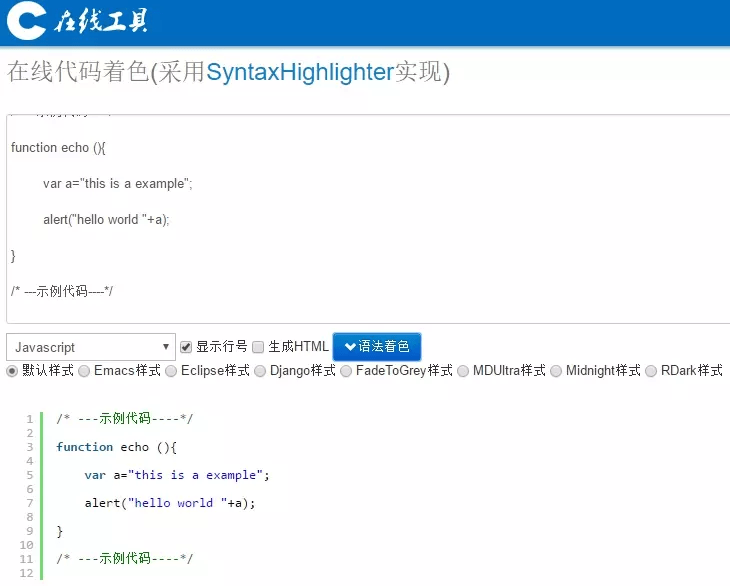 C 在线工具
在线代码着色(采用SyntaxHighlighter实现)
function echo (){
var a="this is a example";
alert("hello world "+a);
}
/* ---示例代码----*/
Javascript 显示行号 生成HTML 语法着色
默认样式 Emacs样式 Eclipse样式 Django样式 FadeToGrey样式 MDUltra样式 Midnight样式 RDark样式
1 /* ---示例代码----*/
2
3 function echo (){
4
5 var a="this is a example";
6
7 alert("hello world "+a);
8
9 }
10
11 /* ---示例代码----*/
12